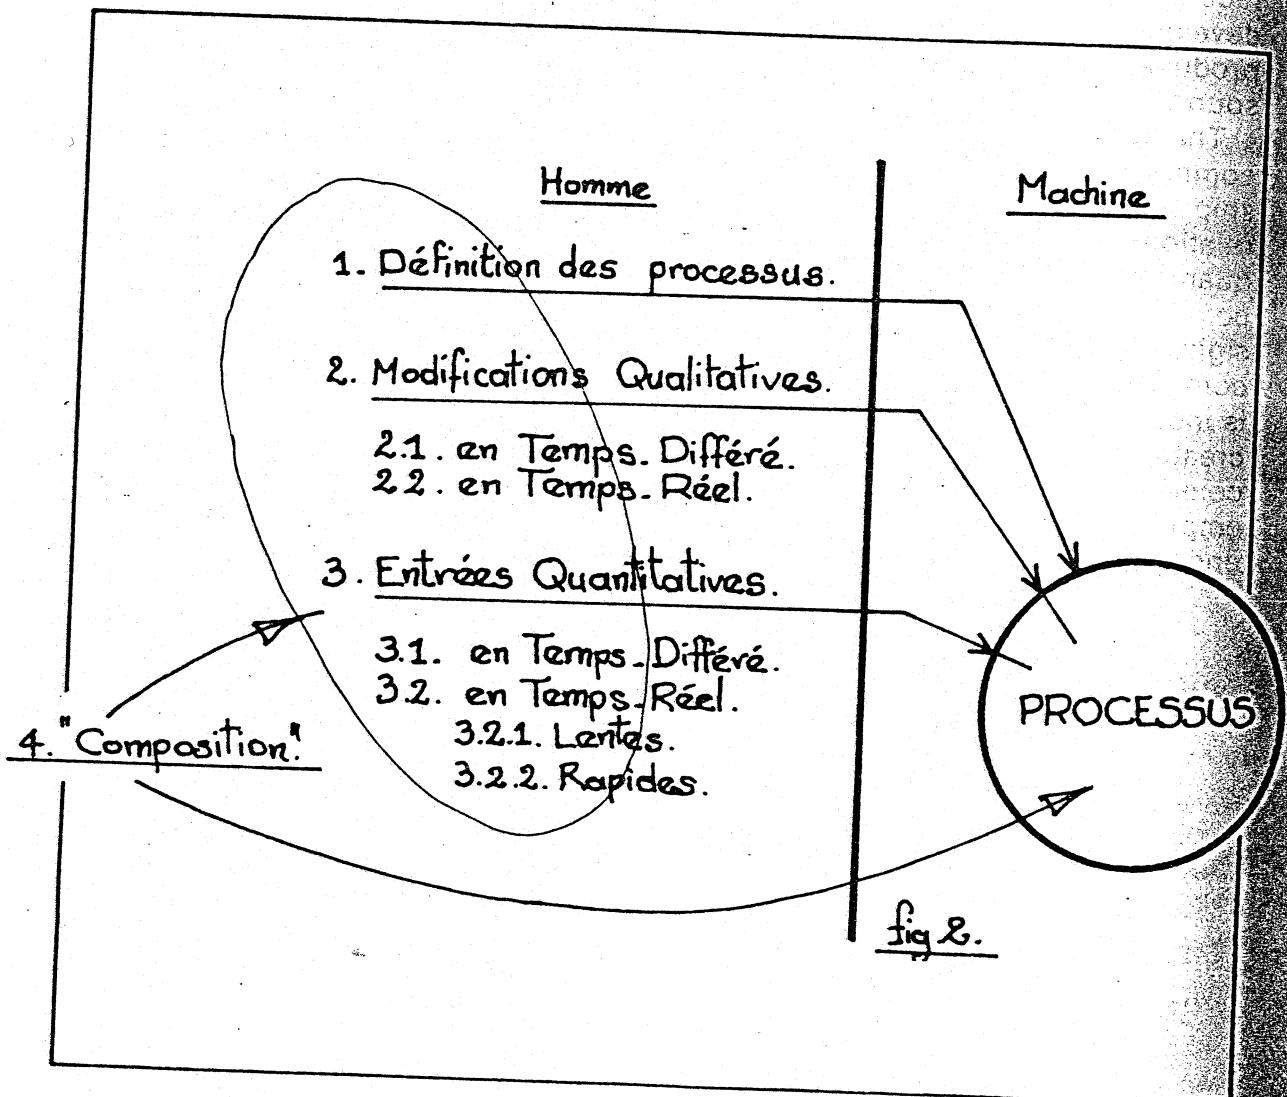 Homme
Machine
1. Définition des processus.
2. Modifications Qualitatives.
2.1. en Temps-Différé.
22. en Temps-Réel.
3. Entrées Quantitatives.
3.1. en Temps-Différé.
3.2. en Temps-Réel.
3.2.1. Lentes.
3.2.2. Rapides.
4. "Composition".
PROCESSUS
fig 2.